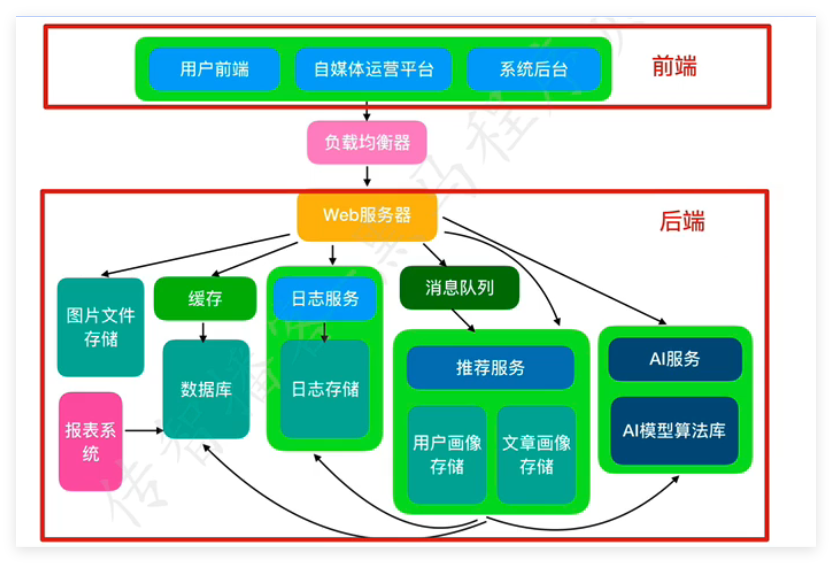 用户前端
自媒体运营平台
系统后台
前端
负载均衡器
Web服务器
后端
图片文件
存储
缓存
日志服务
消息队列
数据库
日志存储
推荐服务
AI服务
报表系
统
用户画像
存储
文章画像
存储
AI模型算法库